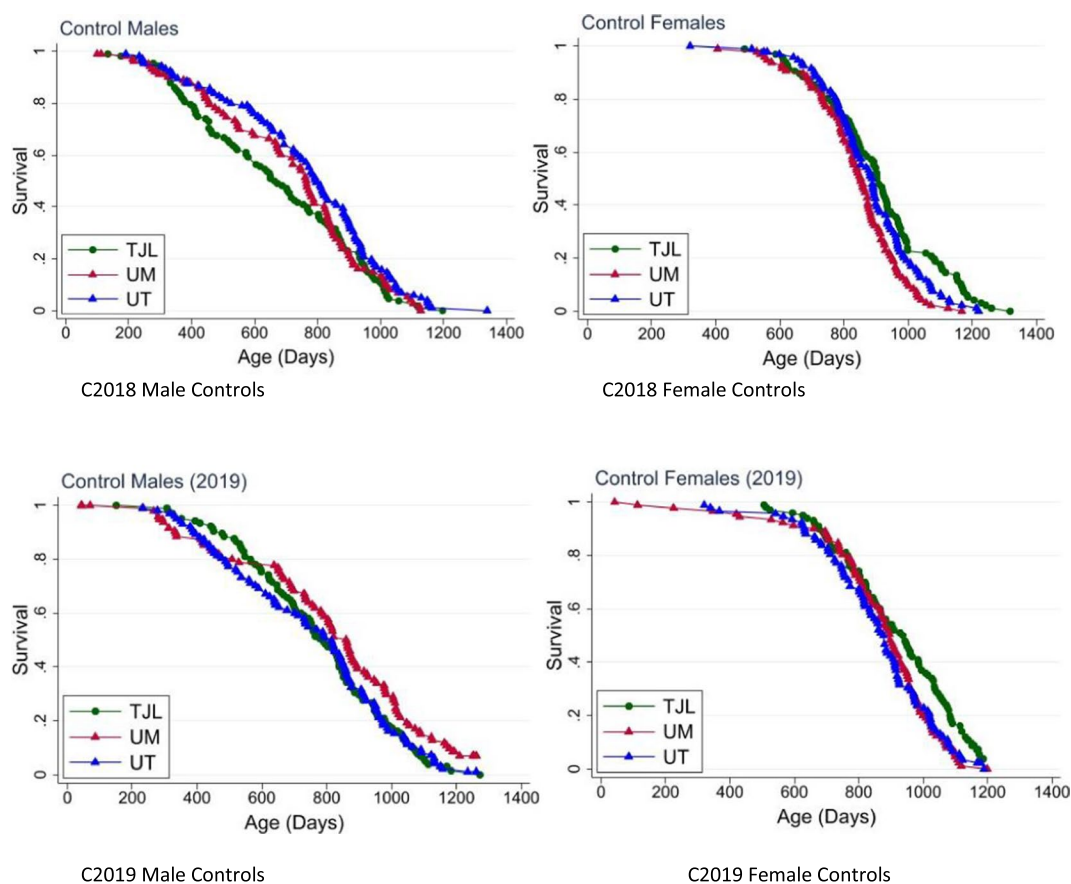 Control Males
Survival
1
.8
.6
.4
.2
0
TJL
UM
UT
0 200 400 600 800 1000 1200 1400
Age (Days)
C2018 Male Controls
Control Females
Survival
1
.8
.6
.4
.2
0
TJL
UM
UT
0 200 400 600 800 1000 1200 1400
Age (Days)
C2018 Female Controls
Control Males (2019)
Survival
1
.8
.6
.4
.2
0
TJL
UM
UT
0 200 400 600 800 1000 1200 1400
Age (Days)
C2019 Male Controls
Control Females (2019)
Survival
1
.8
.6
.4
.2
0
TJL
UM
UT
0 200 400 600 800 1000 1200 1400
Age (Days)
C2019 Female Controls